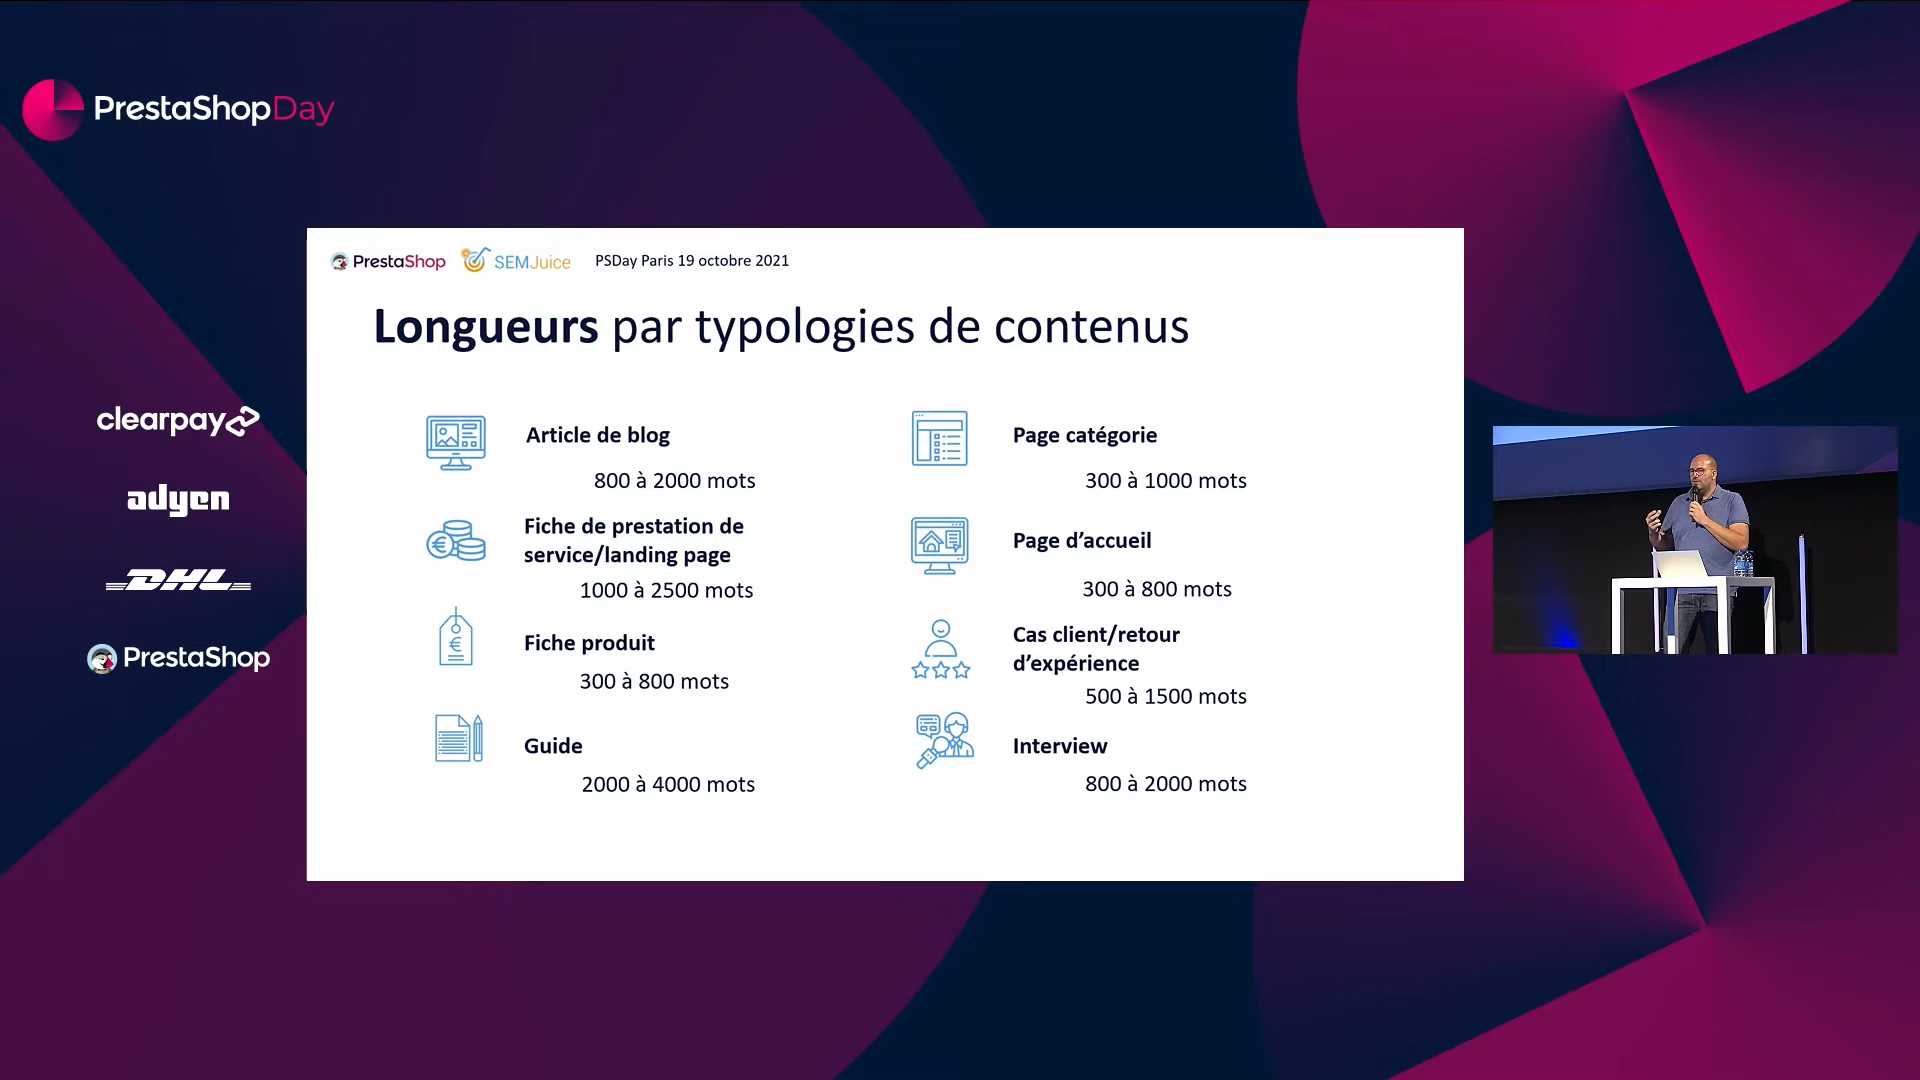 PrestaShopDay
clearpay
adyen
DHL
PrestaShop
PrestaShop SEMJuice PSDay Paris 19 octobre 2021
Longueurs par typologies de contenus
Article de blog
800 à 2000 mots
Fiche de prestation de
service/landing page
1000 à 2500 mots
Fiche produit
300 à 800 mots
Guide
2000 à 4000 mots
Page catégorie
300 à 1000 mots
Page d’accueil
300 à 800 mots
Cas client/retour
d’expérience
500 à 1500 mots
Interview
800 à 2000 mots